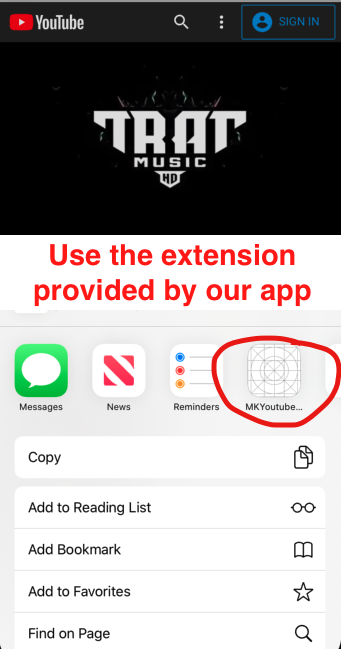 YouTube
SIGN IN
TRAP
MUSIC
HD
Use the extension
provided by our app
Messages
News
Reminders
MKYoutube...
Copy
Add to Reading List
Add Bookmark
Add to Favorites
Find on Page